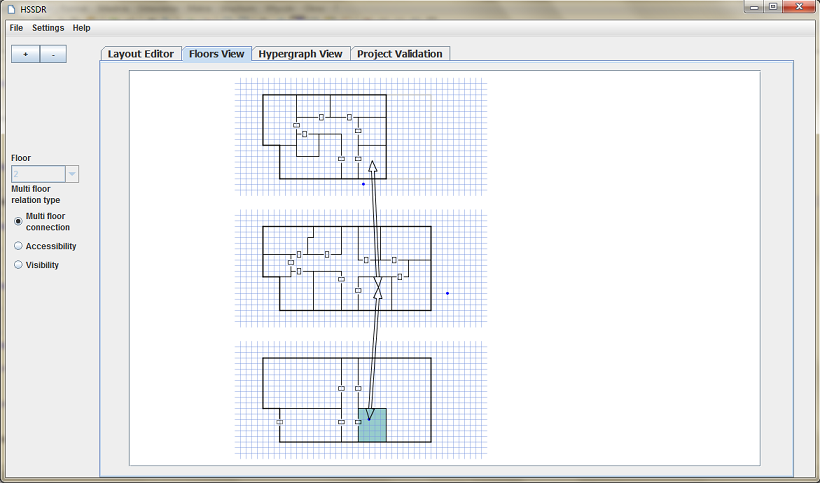 HSSDR
File Settings Help
+ -
Layout Editor Floors View Hypergraph View Project Validation
Floor
2
Multi floor
relation type
Multi floor
connection
Accessibility
Visibility